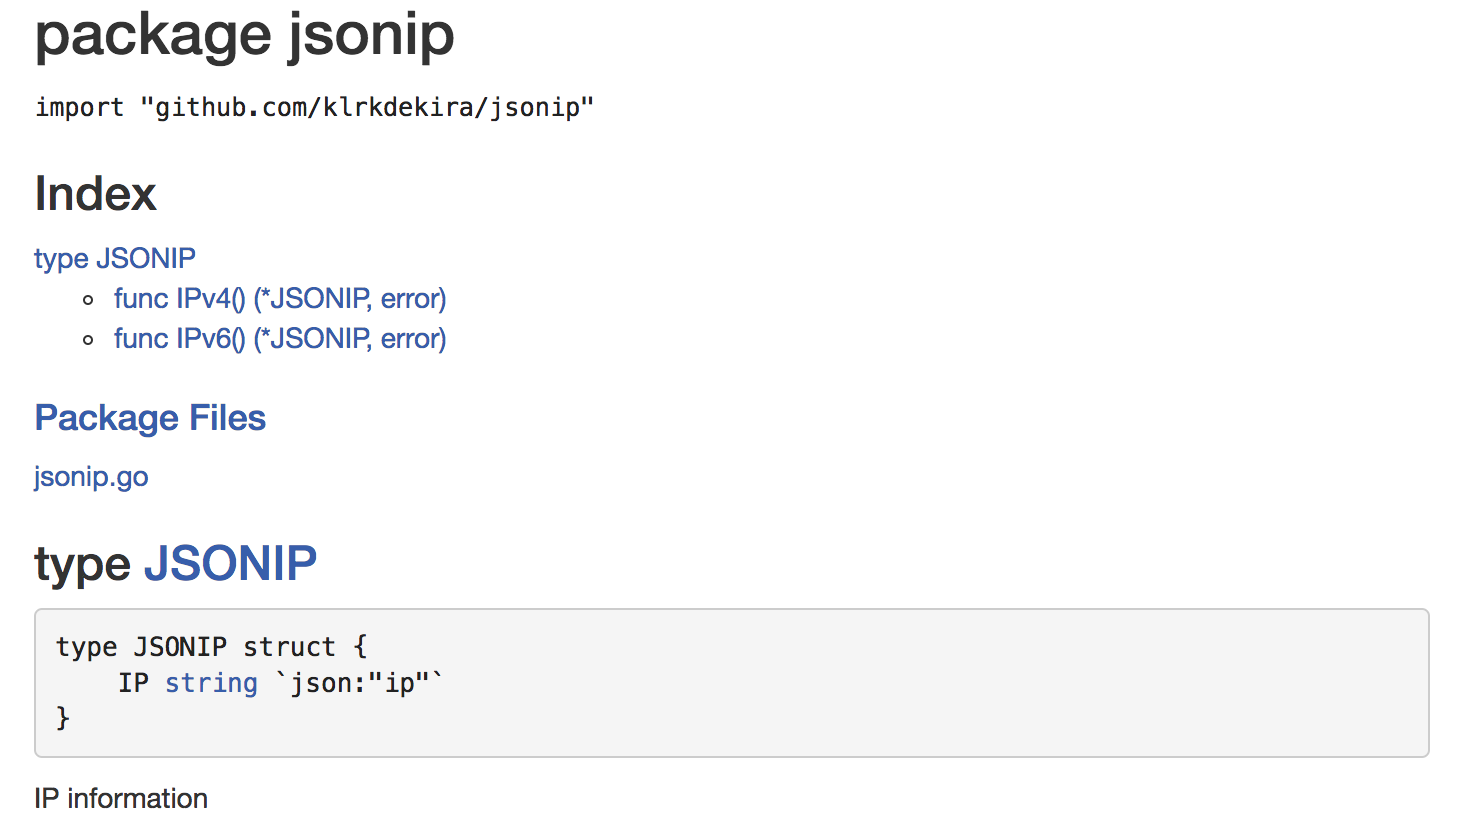 package jsonip
import "github.com/klrkdekira/jsonip"
Index
type JSONIP
func IPv4() (*JSONIP, error)
func IPv6() (*JSONIP, error)
Package Files
jsonip.go
type JSONIP
type JSONIP struct {
    IP string `json:"ip"`
}
IP information